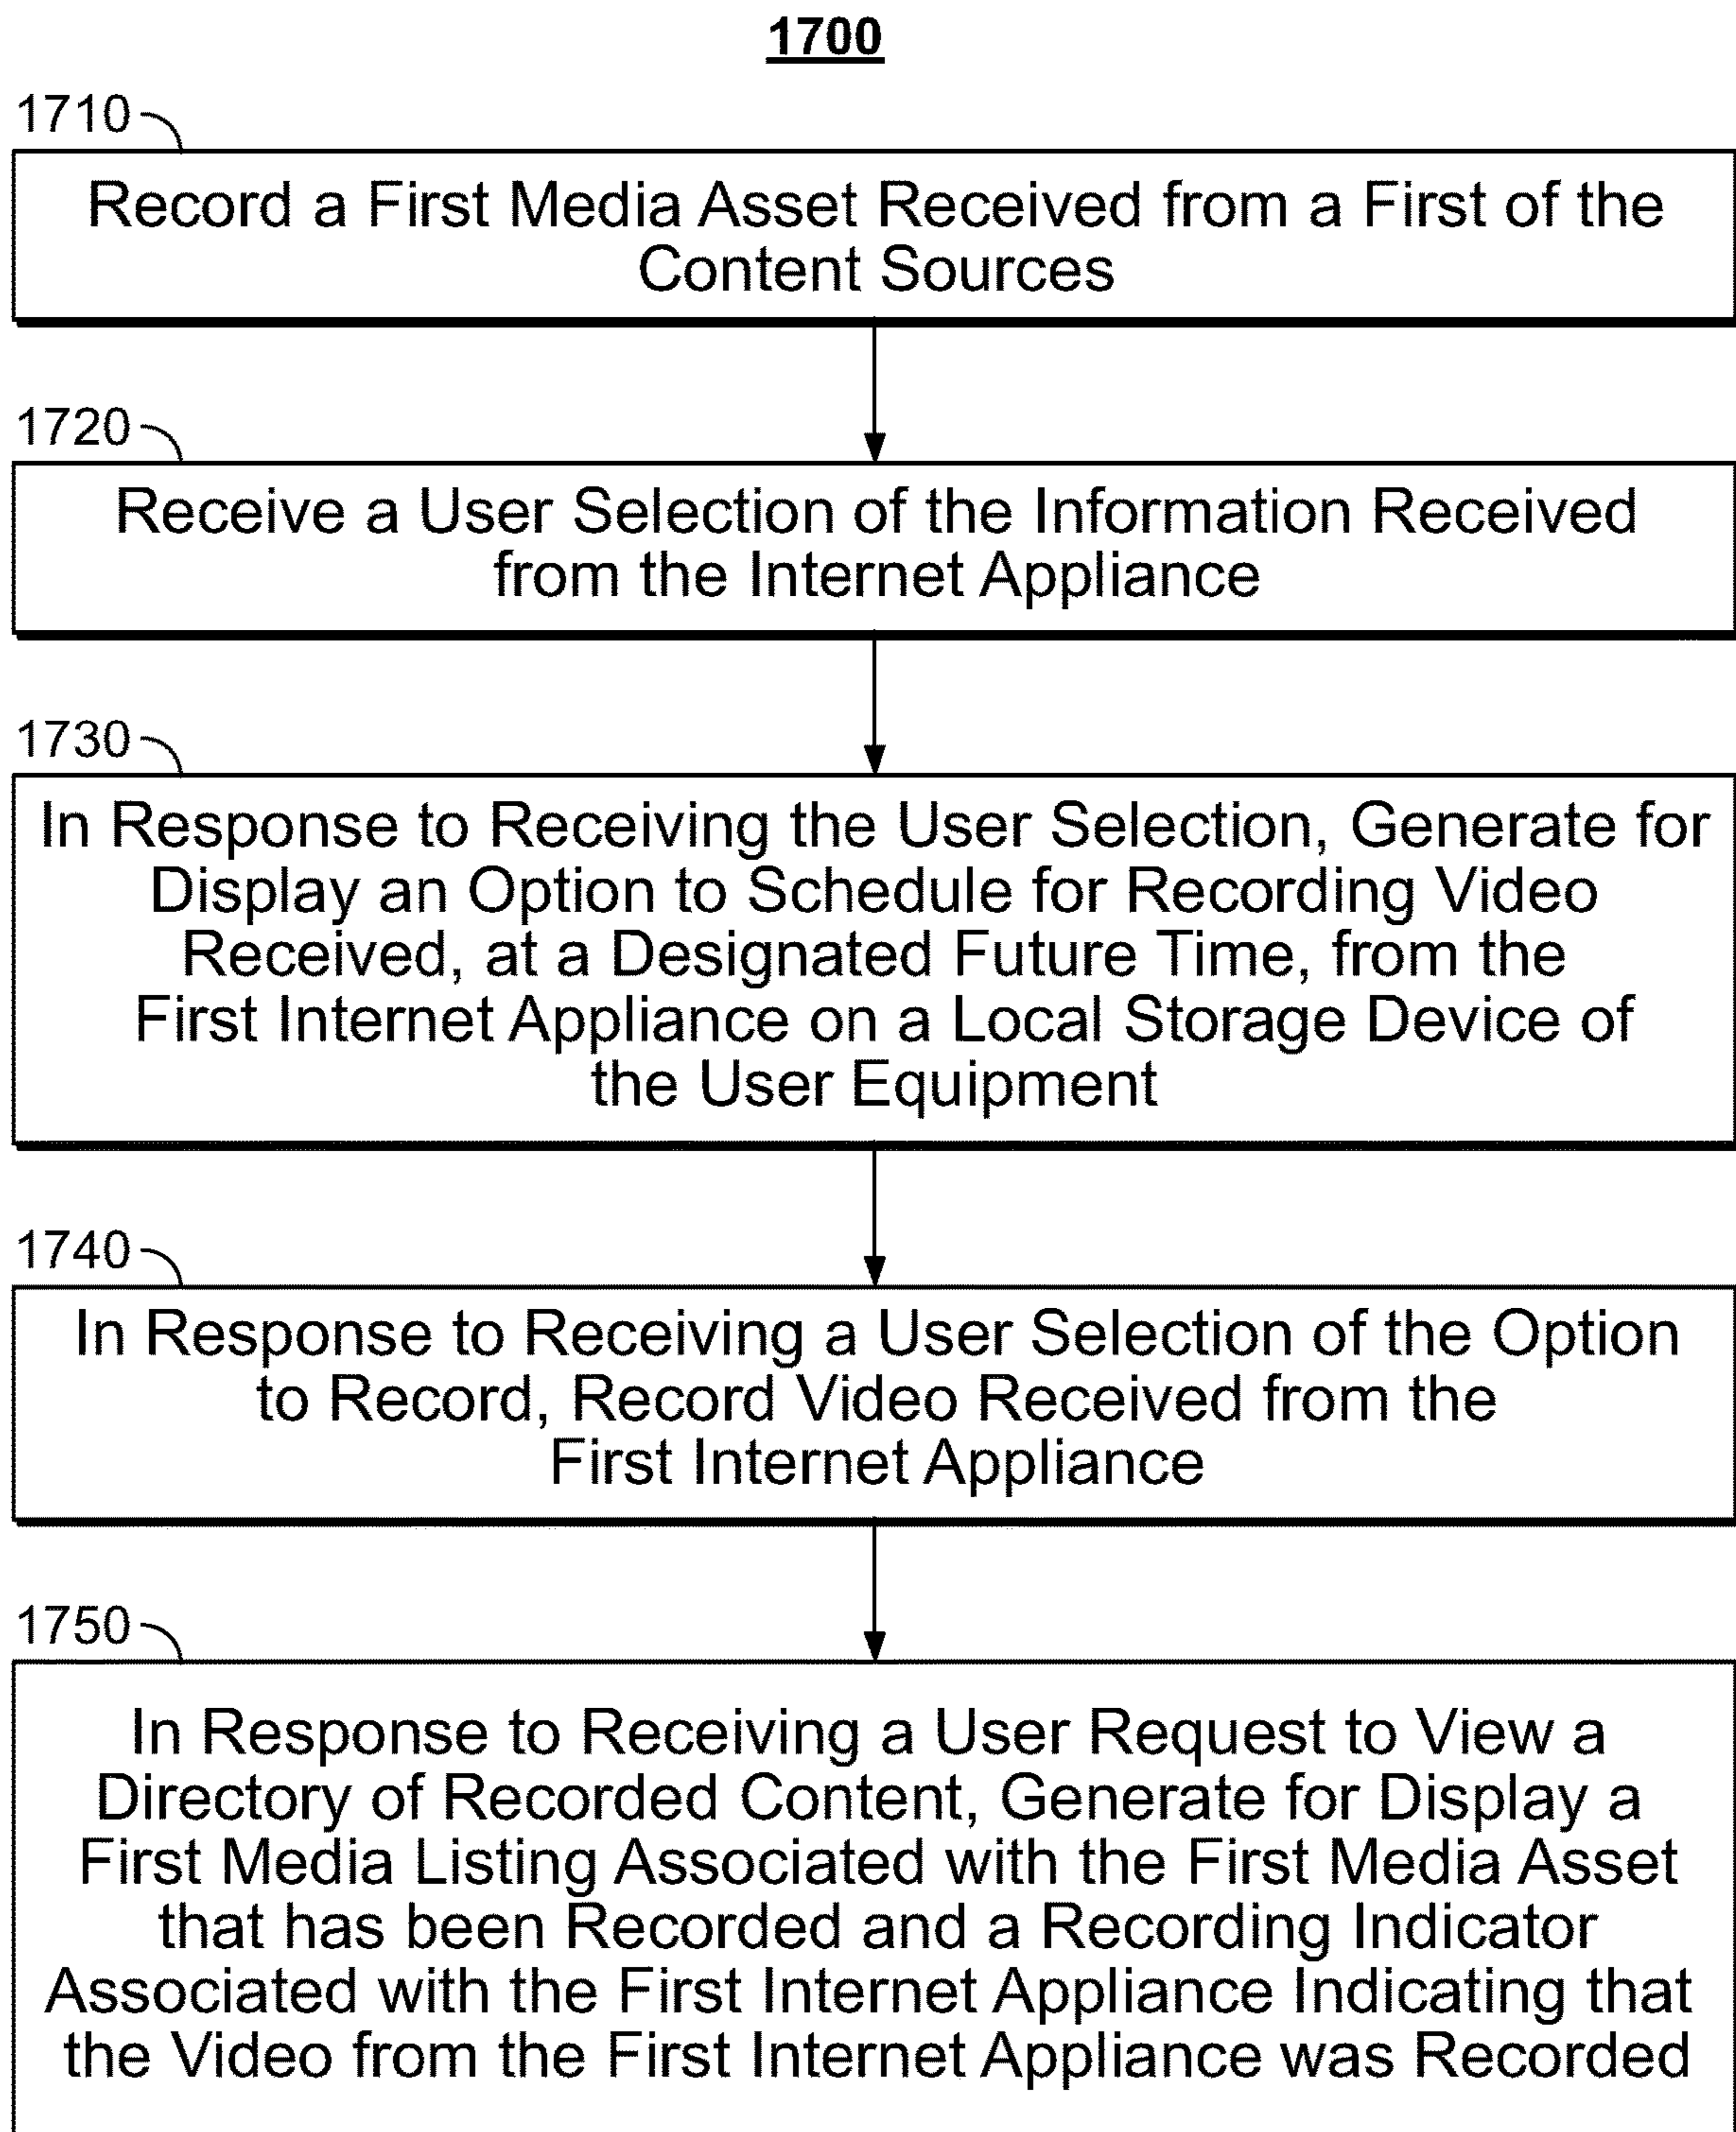 1700
1710
Record a First Media Asset Received from a First of the
Content Sources
1720
Receive a User Selection of the Information Received
from the Internet Appliance
1730
In Response to Receiving the User Selection, Generate for
Display an Option to Schedule for Recording Video
Received, at a Designated Future Time, from the
First Internet Appliance on a Local Storage Device of
the User Equipment
1740
In Response to Receiving a User Selection of the Option
to Record, Record Video Received from the
First Internet Appliance
1750
In Response to Receiving a User Request to View a
Directory of Recorded Content, Generate for Display a
First Media Listing Associated with the First Media Asset
that has been Recorded and a Recording Indicator
Associated with the First Internet Appliance Indicating that
the Video from the First Internet Appliance was Recorded